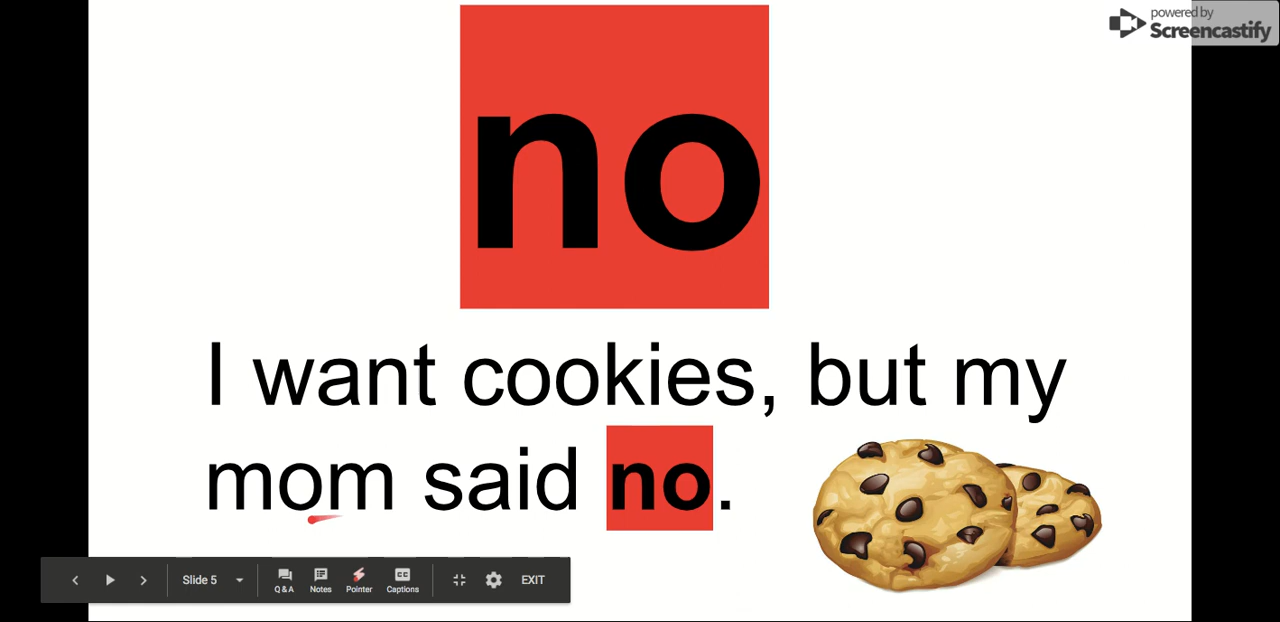 powered by
Screencastify
no
I want cookies, but my
mom said no.
Slide 5
Q&A Notes Pointer Captions EXIT